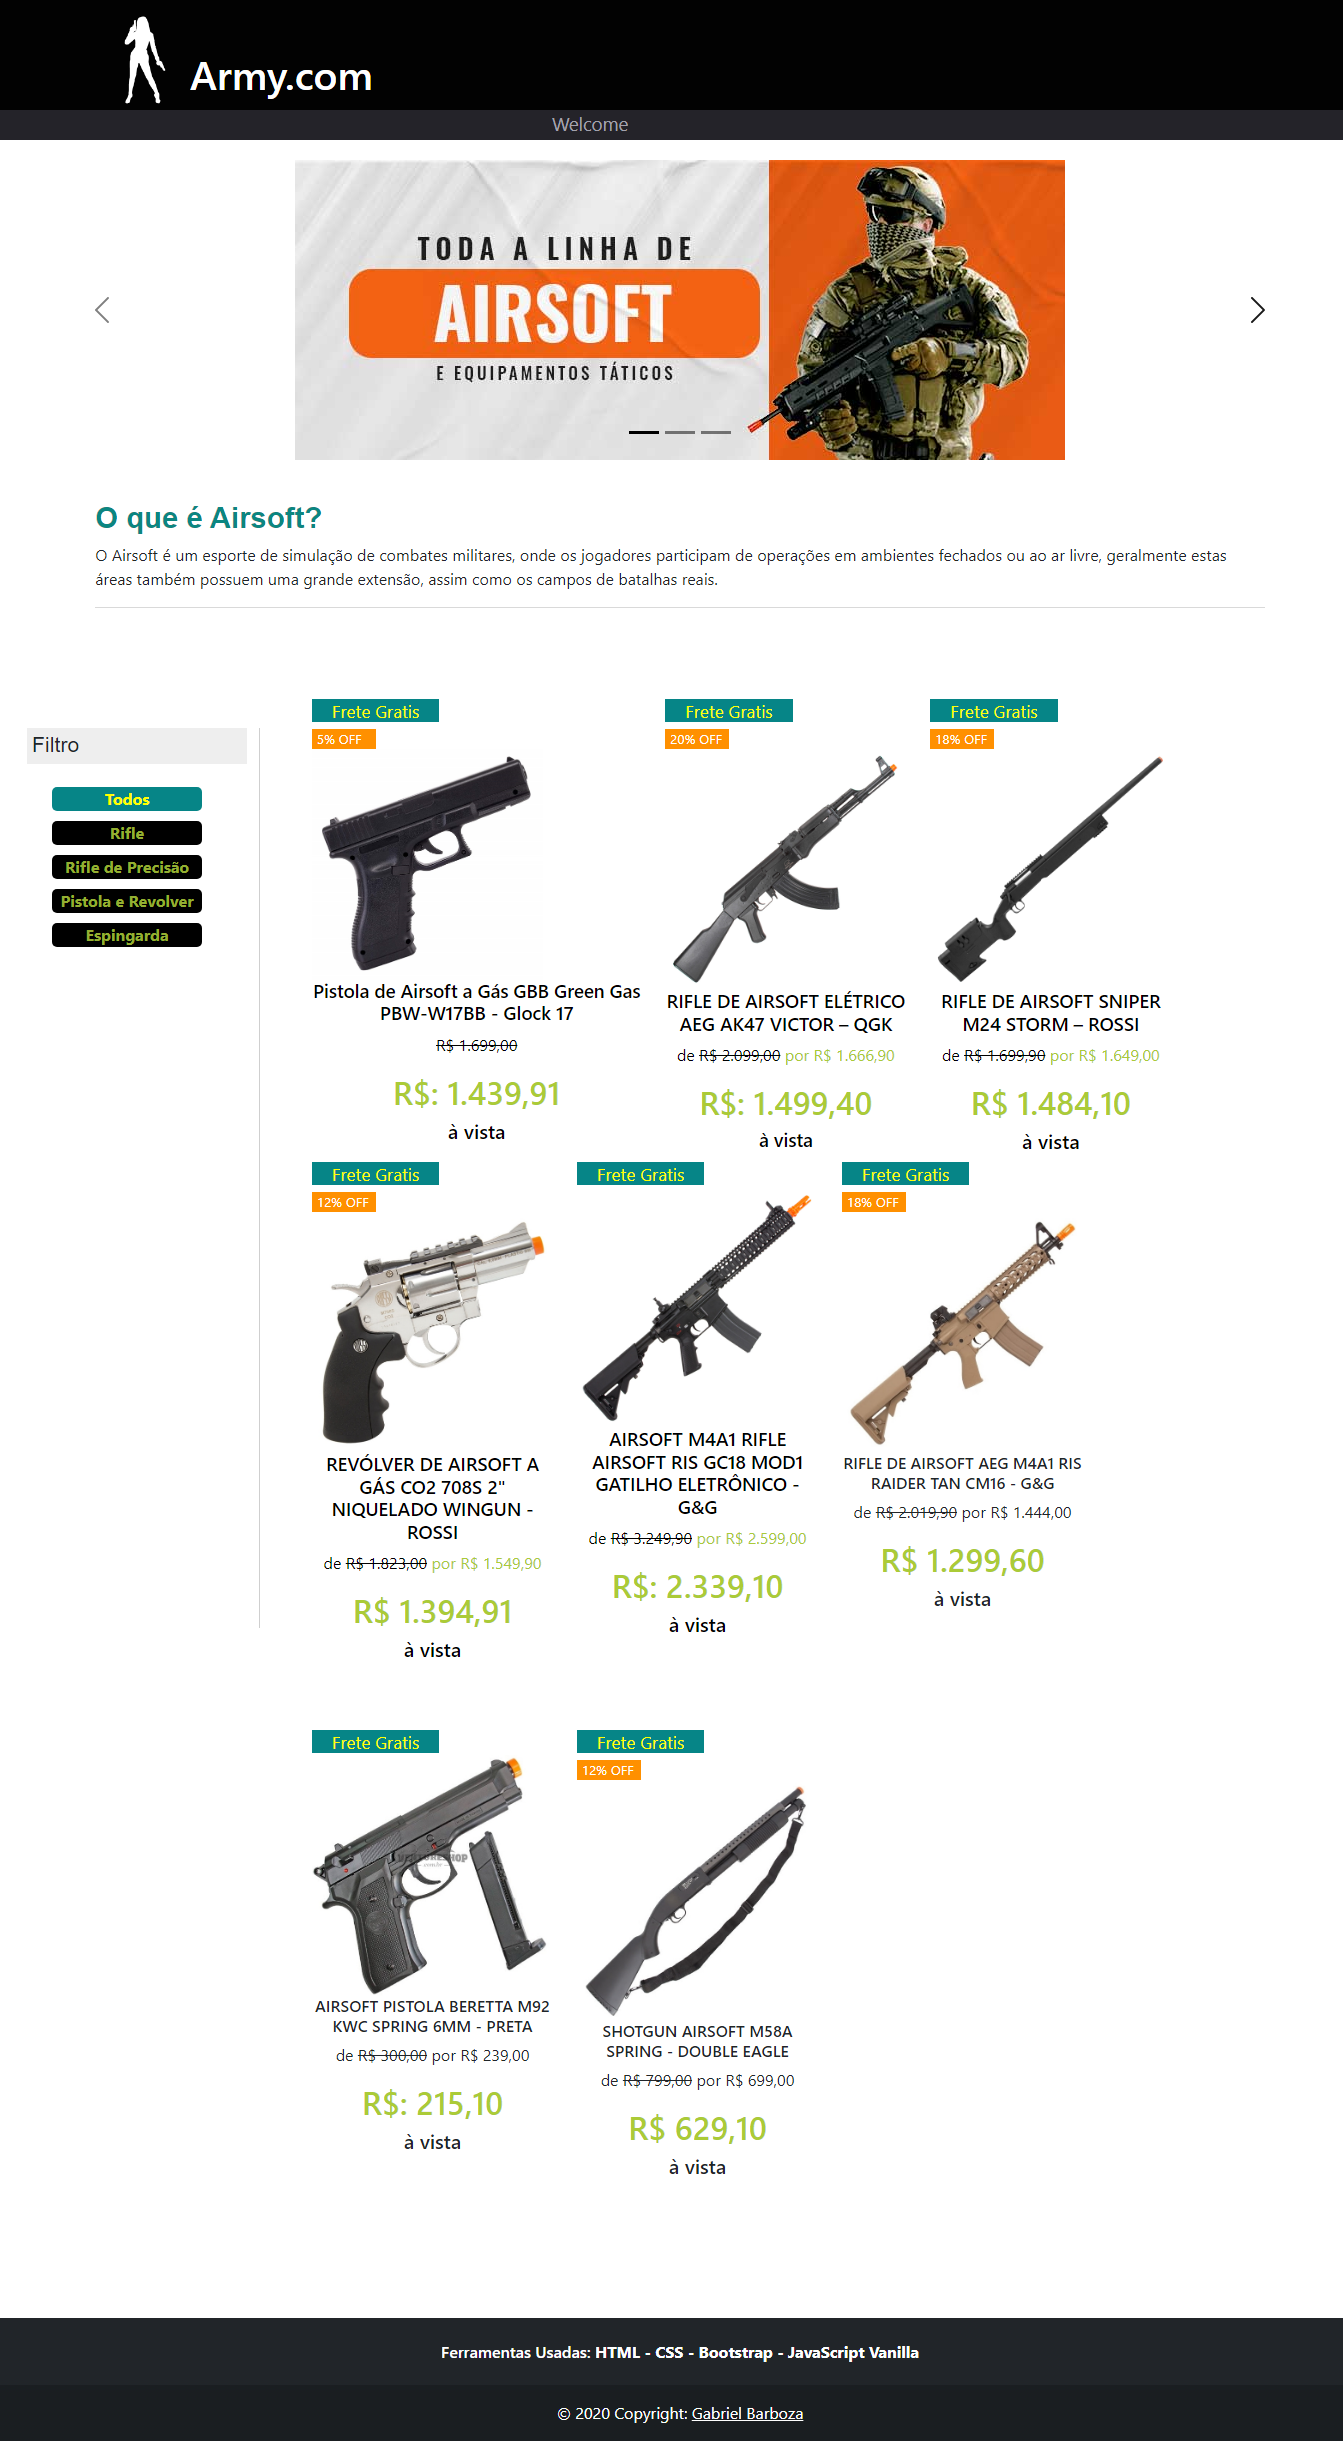 Army.com
Welcome
TODA A LINHA DE
AIRSOFT
E EQUIPAMENTOS TÁTICOS
O que é Airsoft?
O Airsoft é um esporte de simulação de combates militares, onde os jogadores participam de operações em ambientes fechados ou ao ar livre, geralmente estas
áreas também possuem uma grande extensão, assim como os campos de batalhas reais.
Filtro
Todos
Rifle
Rifle de Precisão
Pistola e Revolver
Espingarda
Frete Gratis
5% OFF
Pistola de Airsoft a Gás GBB Green Gas
PBW-W17BB - Glock 17
R$ 1.699,00
R$: 1.439,91
à vista
Frete Gratis
20% OFF
RIFLE DE AIRSOFT ELÉTRICO
AEG AK47 VICTOR – QGK
de R$ 2.099,00 por R$ 1.666,90
R$: 1.499,40
à vista
Frete Gratis
18% OFF
RIFLE DE AIRSOFT SNIPER
M24 STORM – ROSSI
de R$ 1.699,90 por R$ 1.649,00
R$ 1.484,10
à vista
Frete Gratis
12% OFF
REVÓLVER DE AIRSOFT A
GÁS CO2 708S 2"
NIQUELADO WINGUN -
ROSSI
de R$ 1.823,00 por R$ 1.549,90
R$ 1.394,91
à vista
Frete Gratis
AIRSOFT M4A1 RIFLE
AIRSOFT RIS GC18 MOD1
GATILHO ELETRÔNICO -
G&G
de R$ 3.249,90 por R$ 2.599,00
R$: 2.339,10
à vista
Frete Gratis
18% OFF
RIFLE DE AIRSOFT AEG M4A1 RIS
RAIDER TAN CM16 - G&G
de R$ 2.019,90 por R$ 1.444,00
R$ 1.299,60
à vista
Frete Gratis
AIRSOFT PISTOLA BERETTA M92
KWC SPRING 6MM - PRETA
de R$ 300,00 por R$ 239,00
R$: 215,10
à vista
Frete Gratis
12% OFF
SHOTGUN AIRSOFT M58A
SPRING - DOUBLE EAGLE
de R$ 799,00 por R$ 699,00
R$ 629,10
à vista
Ferramentas Usadas: HTML - CSS - Bootstrap - JavaScript Vanilla
© 2020 Copyright: Gabriel Barboza